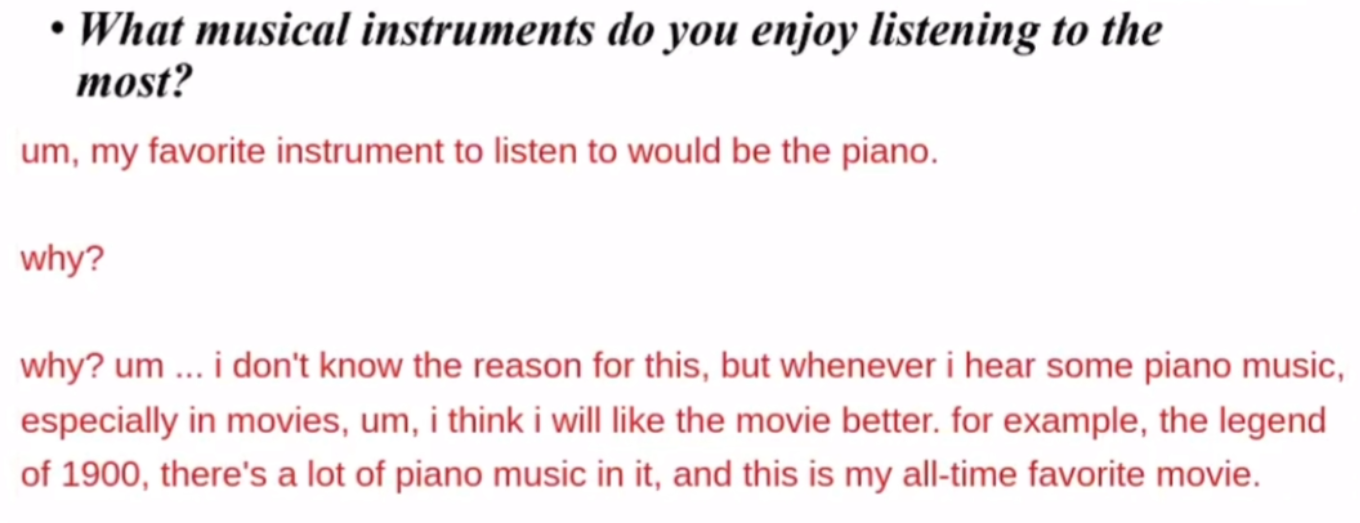 • What musical instruments do you enjoy listening to the
most?
um, my favorite instrument to listen to would be the piano.
why?
why? um ... i don't know the reason for this, but whenever i hear some piano music,
especially in movies, um, i think i will like the movie better. for example, the legend
of 1900, there's a lot of piano music in it, and this is my all-time favorite movie.